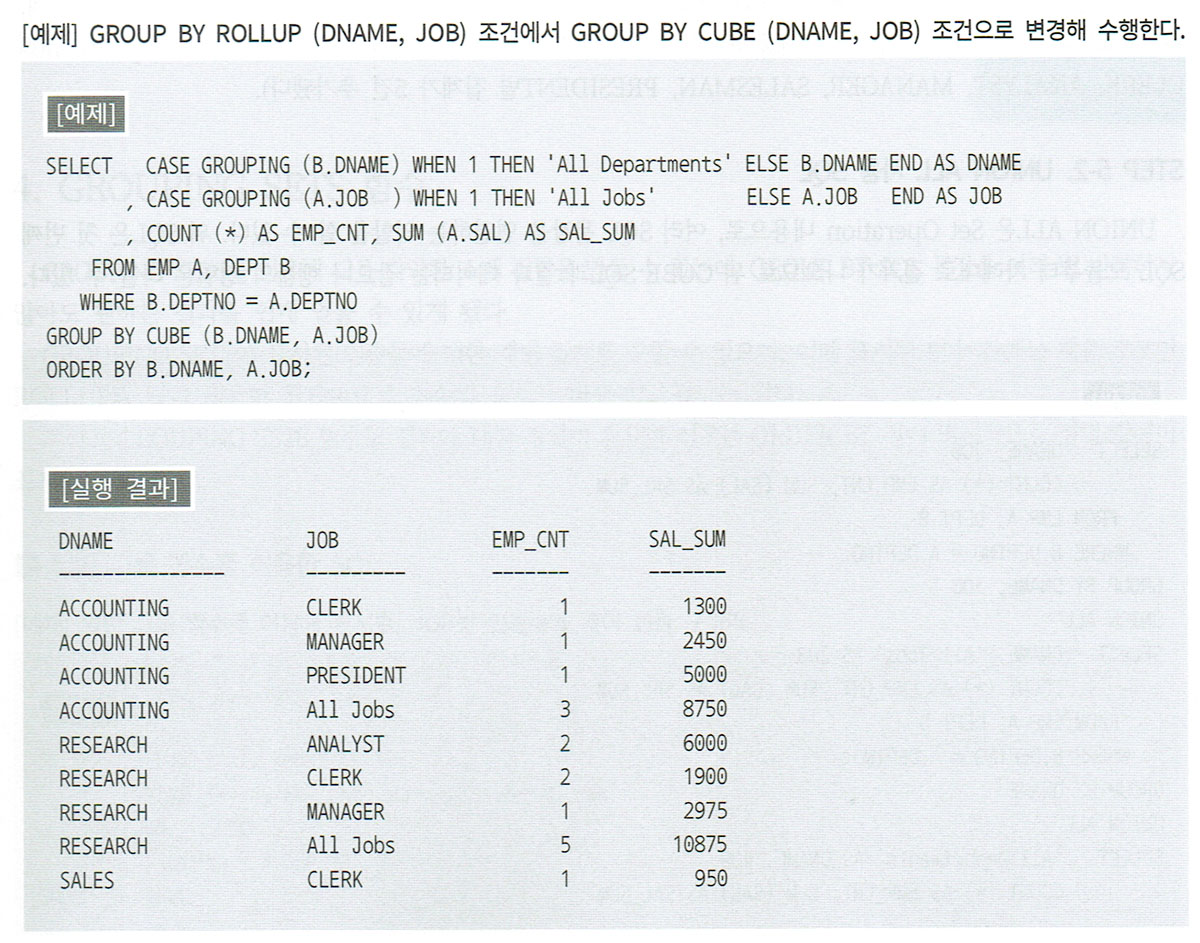 [예제] GROUP BY ROLLUP (DNAME, JOB) 조건에서 GROUP BY CUBE (DNAME, JOB) 조건으로 변경해 수행한다.
[예제]
SELECT CASE GROUPING (B.DNAME) WHEN 1 THEN 'All Departments' ELSE B.DNAME END AS DNAME
, CASE GROUPING (A.JOB ) WHEN 1 THEN 'All Jobs' ELSE A.JOB END AS JOB
, COUNT (*) AS EMP_CNT, SUM (A.SAL) AS SAL_SUM
FROM EMP A, DEPT B
WHERE B.DEPTNO = A.DEPTNO
GROUP BY CUBE (B.DNAME, A.JOB)
ORDER BY B.DNAME, A.JOB;
[실행 결과]
DNAME JOB EMP_CNT SAL_SUM
--------------- --------- ------- -------
ACCOUNTING CLERK 1 1300
ACCOUNTING MANAGER 1 2450
ACCOUNTING PRESIDENT 1 5000
ACCOUNTING All Jobs 3 8750
RESEARCH ANALYST 2 6000
RESEARCH CLERK 2 1900
RESEARCH MANAGER 1 2975
RESEARCH All Jobs 5 10875
SALES CLERK 1 950